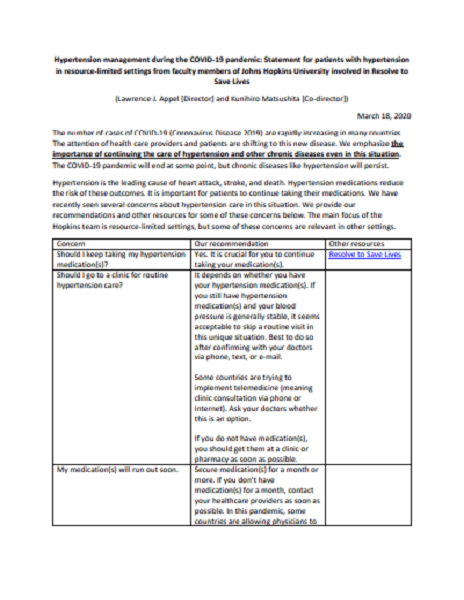 Hypertension management during the COVID-19 pandemic: Statement for patients with hypertension
in resource-limited settings from faculty members of Johns Hopkins University involved in Resolve to
Save Lives
(Lawrence J. Appel [Director] and Kunihiro Matsushita [Co-director])
March 18, 2020
The number of cases of COVID-19 (Coronavirus Disease 2019) are rapidly increasing in many countries.
The attention of health care providers and patients are shifting to this new disease. We emphasize the
importance of continuing the care of hypertension and other chronic diseases even in this situation.
The COVID-19 pandemic will end at some point, but chronic diseases like hypertension will persist.
Hypertension is the leading cause of heart attack, stroke, and death. Hypertension medications reduce
the risk of these outcomes. It is important for patients to continue taking their medications. We have
recently seen several concerns about hypertension care in this situation. We provide our
recommendations and other resources for some of these concerns below. The main focus of the
Hopkins team is resource-limited settings, but some of these concerns are relevant in other settings.
Concern Our recommendation Other resources
Should I keep taking my hypertension
medication(s)?
Yes. It is crucial for you to continue
taking your medication(s).
Resolve to Save Lives
Should I go to a clinic for routine
hypertension care?
It depends on whether you have
your hypertension medication(s). If
you still have hypertension
medication(s) and your blood
pressure is generally stable, it seems
acceptable to skip a routine visit in
this unique situation. Best to do so
after confirming with your doctors
via phone, text, or e-mail.
Some countries are trying to
implement telemedicine (meaning
clinic consultation via phone or
internet). Ask your doctors whether
this is an option.
If you do not have medication(s),
you should get them at a clinic or
pharmacy as soon as possible.
My medication(s) will run out soon.
Secure medication(s) for a month or
more. If you don't have
medication(s) for a month, contact
your healthcare providers as soon as
possible. In this pandemic, some
countries are allowing physicians to